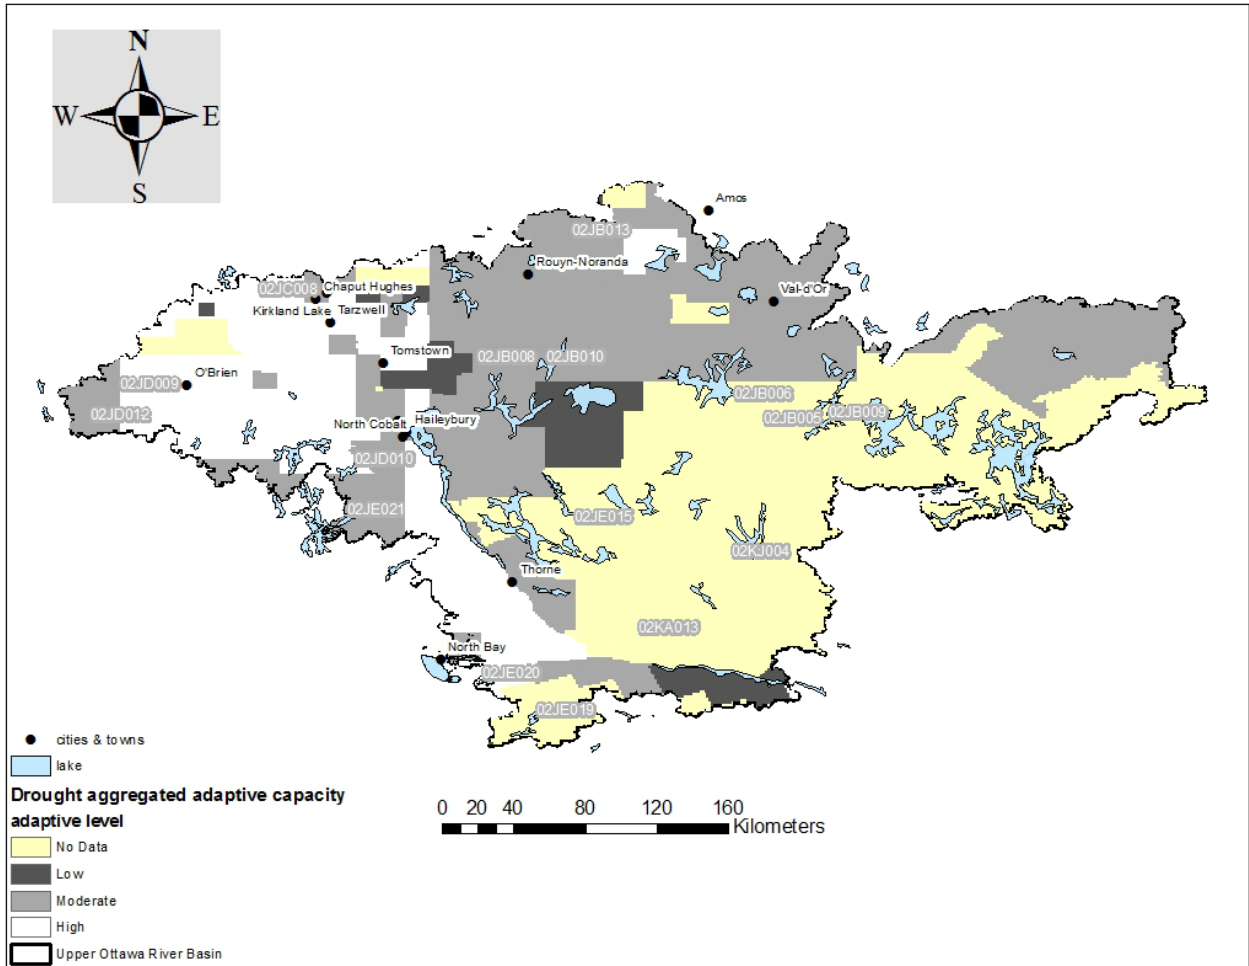 N
W E
S
Amos
02JB013
Rouyn-Noranda
02JC008
Chaput Hughes
Val-d'Or
Kirkland Lake
Tarzwell
Tomstown
02JB008
02JB010
O'Brien
02JD009
02JB006
02JD012
02JB005
02JB009
Haileybury
North Cobalt
02JD010
02JE021
02JE015
02KJ004
Thorne
02KA013
North Bay
02JE020
02JE019
cities & towns
lake
Drought aggregated adaptive capacity
adaptive level
No Data
Low
Moderate
High
Upper Ottawa River Basin
0 20 40 80 120 160
Kilometers